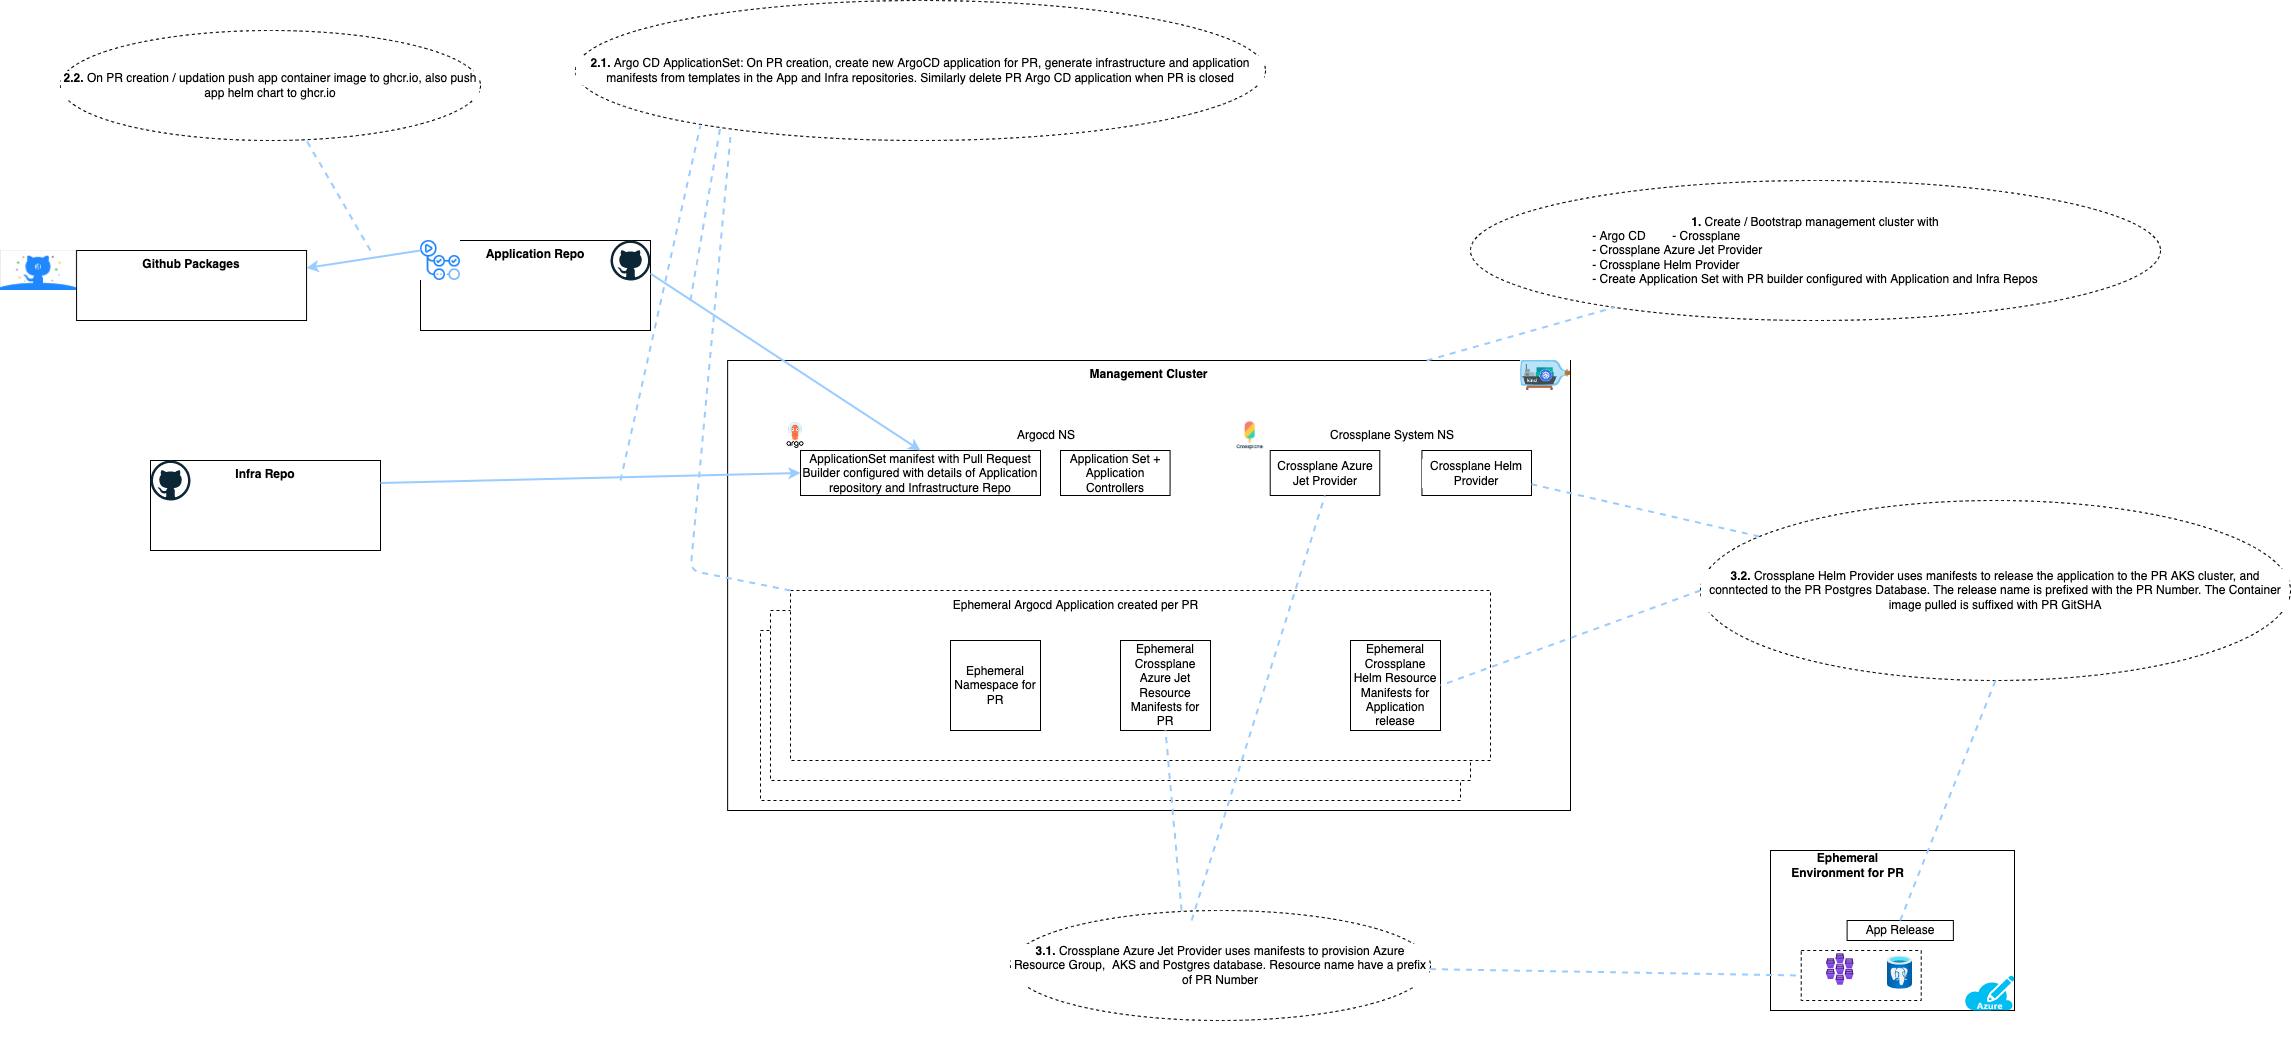 2.1. Argo CD ApplicationSet: On PR creation, create new ArgoCD application for PR, generate infrastructure and application
manifests from templates in the App and Infra repositories. Similarly delete PR Argo CD application when PR is closed
2.2. On PR creation / updation push app container image to ghcr.io, also push
app helm chart to ghcr.io
1. Create / Bootstrap management cluster with
- Argo CD - Crossplane
- Crossplane Azure Jet Provider
- Crossplane Helm Provider
- Create Application Set with PR builder configured with Application and Infra Repos
Github Packages
Application Repo
Infra Repo
Management Cluster
kind
argo
Argocd NS
Crossplane
Crossplane System NS
ApplicationSet manifest with Pull Request
Builder configured with details of Application
repository and Infrastructure Repo
Application Set +
Application
Controllers
Crossplane Azure
Jet Provider
Crossplane Helm
Provider
Ephemeral Argocd Application created per PR
Ephemeral
Namespace for
PR
Ephemeral
Crossplane
Azure Jet
Resource
Manifests for
PR
Ephemeral
Crossplane
Helm Resource
Manifests for
Application
release
3.2. Crossplane Helm Provider uses manifests to release the application to the PR AKS cluster, and
conntected to the PR Postgres Database. The release name is prefixed with the PR Number. The Container
image pulled is suffixed with PR GitSHA
3.1. Crossplane Azure Jet Provider uses manifests to provision Azure
Resource Group, AKS and Postgres database. Resource name have a prefix
of PR Number
Ephemeral
Environment for PR
App Release
Azure